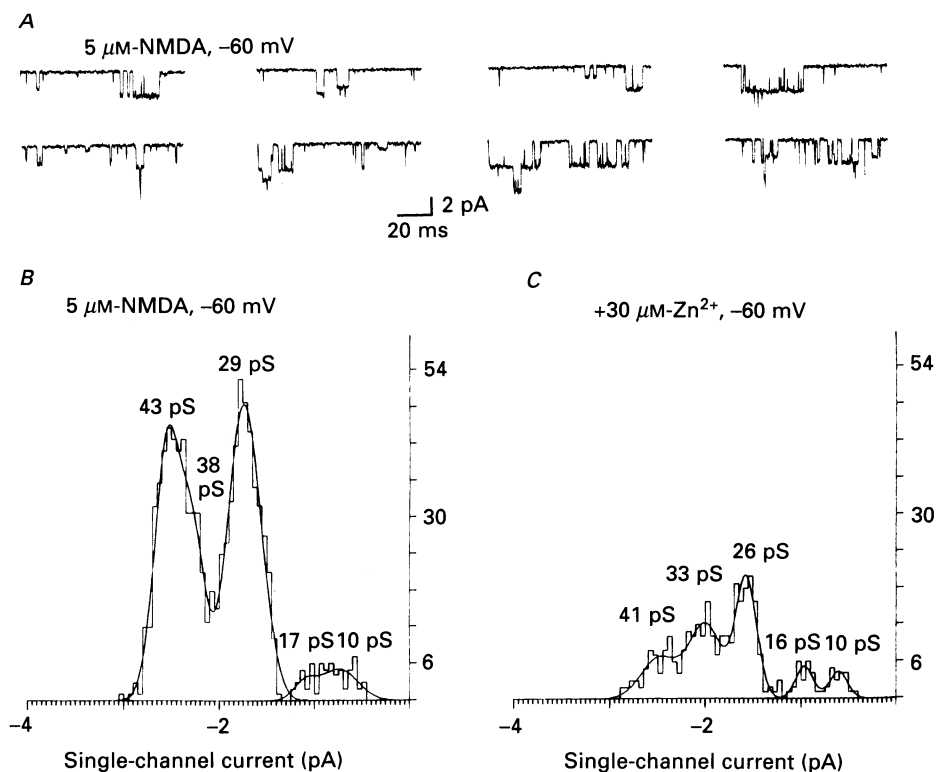 A
5 μM-NMDA, –60 mV
2 pA
20 ms
B
5 μM-NMDA, –60 mV
29 pS
43 pS
38
pS
17 pS 10 pS
54
30
6
–4
–2
Single-channel current (pA)
C
+30 μM-Zn²⁺, –60 mV
26 pS
33 pS
41 pS
16 pS 10 pS
54
30
6
–4
–2
Single-channel current (pA)